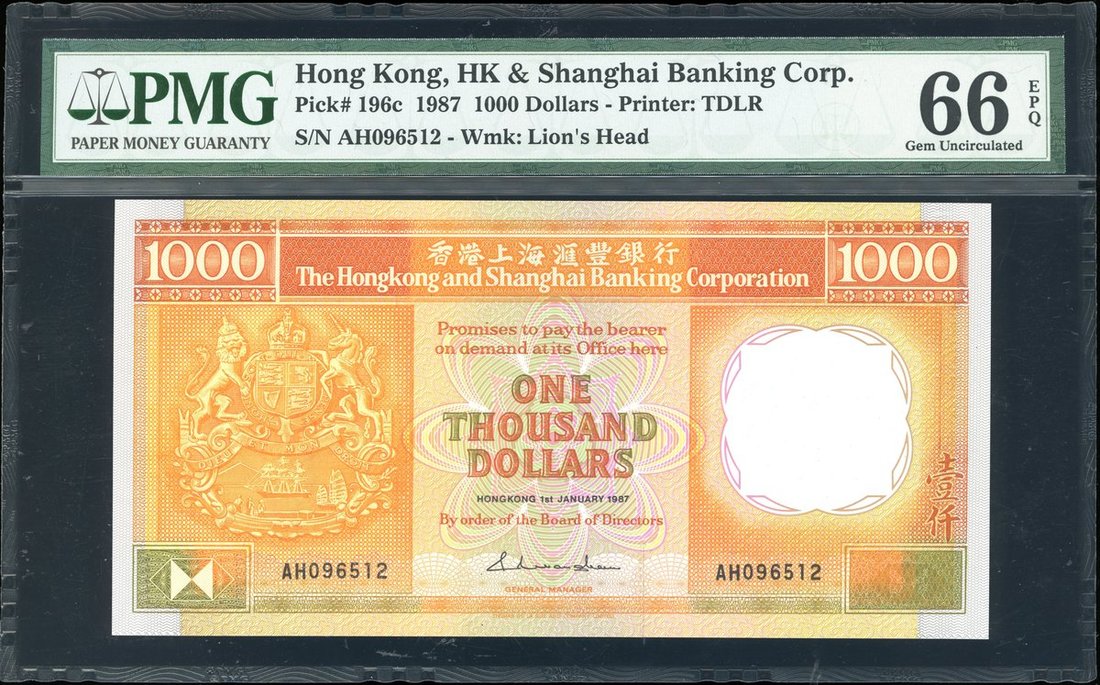 PMG
PAPER MONEY GUARANTY
Hong Kong, HK & Shanghai Banking Corp.
Pick# 196c 1987 1000 Dollars - Printer: TDLR
S/N AH096512 - Wmk: Lion's Head
66
EPQ
Gem Uncirculated
1000
香港上海滙豐銀行
The Hongkong and Shanghai Banking Corporation
1000
Promises to pay the bearer
on demand at its Office here
ONE
THOUSAND
DOLLARS
HONGKONG 1st JANUARY 1987
By order of the Board of Directors
壹仟
AH096512
GENERAL MANAGER
AH096512